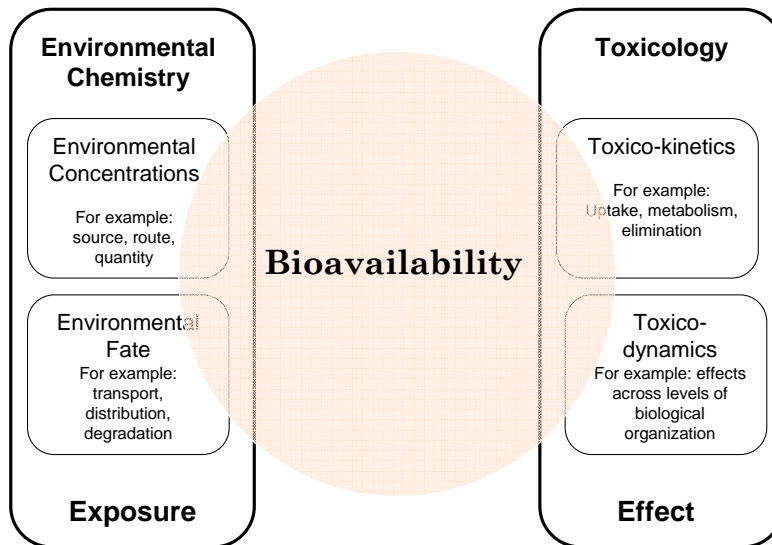 Environmental
Chemistry
Environmental
Concentrations
For example:
source, route,
quantity
Environmental
Fate
For example:
transport,
distribution,
degradation
Exposure
Bioavailability
Toxicology
Toxico-kinetics
For example:
Uptake, metabolism,
elimination
Toxico-
dynamics
For example: effects
across levels of
biological
organization
Effect